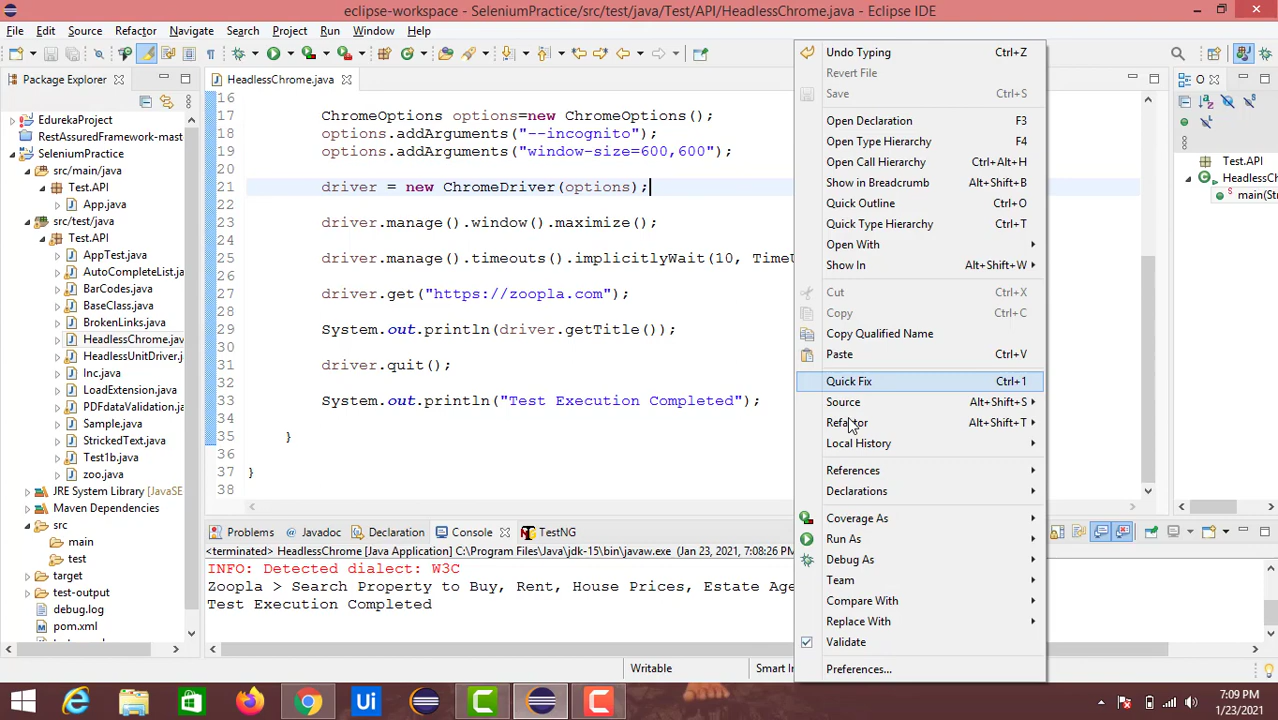 eclipse-workspace - SeleniumPractice/src/test/java/Test/API/HeadlessChrome.java - Eclipse IDE
File Edit Source Refactor Navigate Search Project Run Window Help
Package Explorer
EdurekaProject
RestAssuredFramework-mast
SeleniumPractice
src/main/java
Test.API
App.java
src/test/java
Test.API
AppTest.java
AutoCompleteList.ja
BarCodes.java
BaseClass.java
BrokenLinks.java
HeadlessChrome.jav
HeadlessUnitDriver.j
Inc.java
LoadExtension.java
PDFdataValidation.ja
Sample.java
StrickedText.java
Test1b.java
zoo.java
JRE System Library [JavaSE
Maven Dependencies
src
main
test
target
test-output
debug.log
pom.xml
HeadlessChrome.java
16
17 ChromeOptions options=new ChromeOptions();
18 options.addArguments("--incognito");
19 options.addArguments("window-size=600,600");
20
21 driver = new ChromeDriver(options);
22
23 driver.manage().window().maximize();
24
25 driver.manage().timeouts().implicitlyWait(10, TimeU
26
27 driver.get("https://zoopla.com");
28
29 System.out.println(driver.getTitle());
30
31 driver.quit();
32
33 System.out.println("Test Execution Completed");
34
35 }
36
37 }
38
Undo Typing Ctrl+Z
Revert File
Save Ctrl+S
Open Declaration F3
Open Type Hierarchy F4
Open Call Hierarchy Ctrl+Alt+H
Show in Breadcrumb Alt+Shift+B
Quick Outline Ctrl+O
Quick Type Hierarchy Ctrl+T
Open With
Show In Alt+Shift+W
Cut Ctrl+X
Copy Ctrl+C
Copy Qualified Name
Paste Ctrl+V
Quick Fix Ctrl+1
Source Alt+Shift+S
Refactor Alt+Shift+T
Local History
References
Declarations
Coverage As
Run As
Debug As
Team
Compare With
Replace With
Validate
Preferences...
O
Test.API
HeadlessC
main(Str
Problems Javadoc Declaration Console TestNG
<terminated> HeadlessChrome [Java Application] C:\Program Files\Java\jdk-15\bin\javaw.exe (Jan 23, 2021, 7:08:26
INFO: Detected dialect: W3C
Zoopla > Search Property to Buy, Rent, House Prices, Estate Age
Test Execution Completed
Writable Smart In
Ui
7:09 PM
1/23/2021